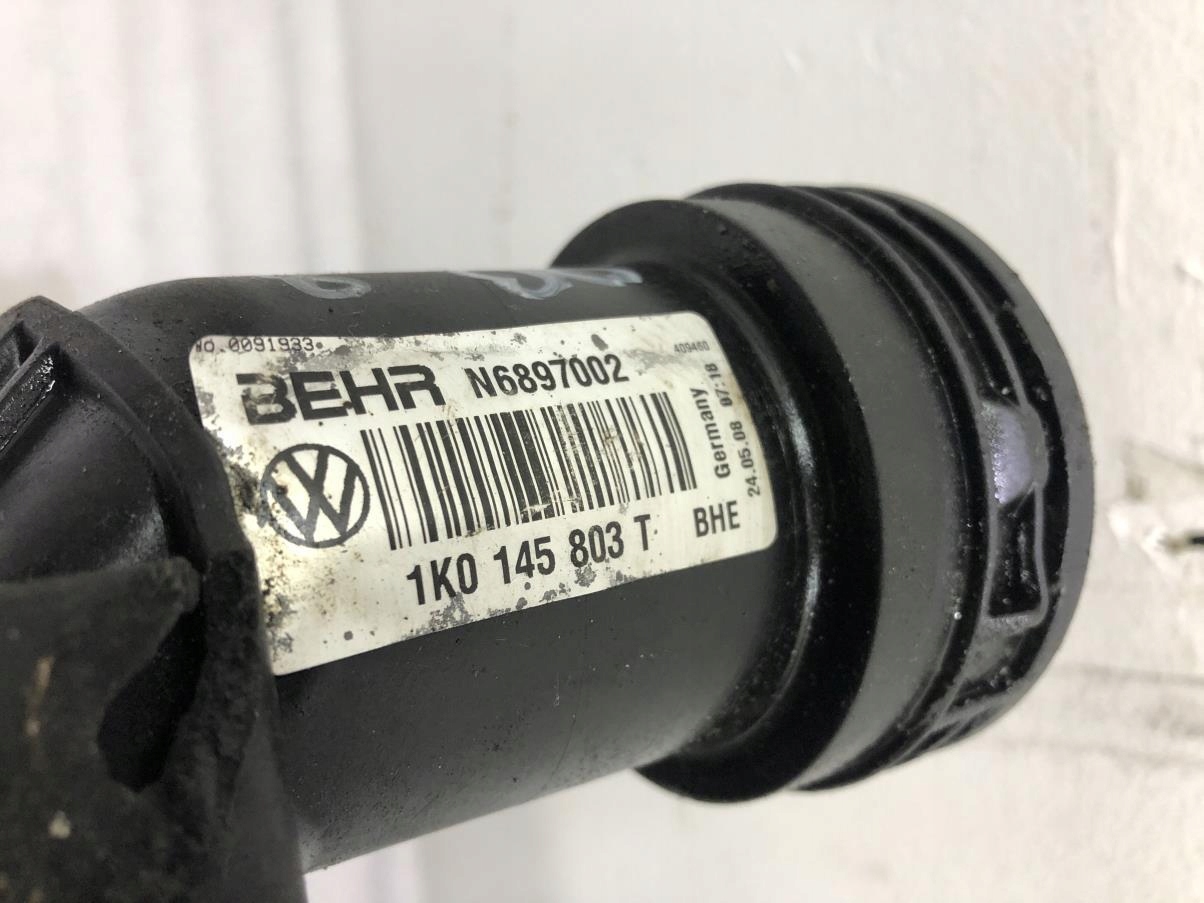 No 0091933
409460
BEHR N6897002
Germany
24.05.08 07:18
1K0 145 803 T BHE